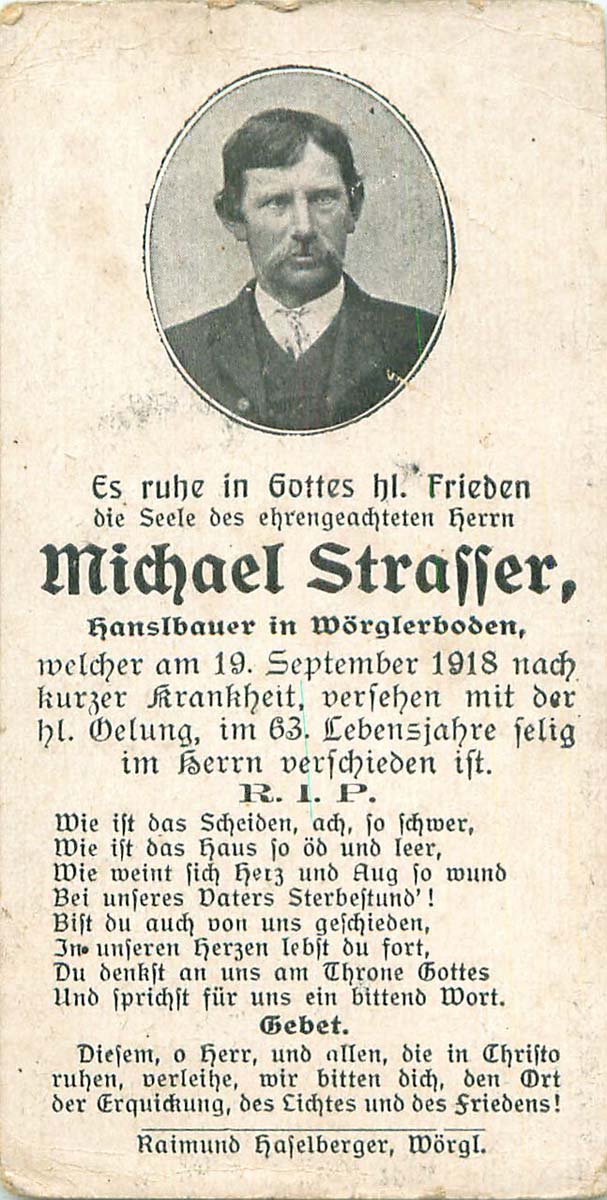 Es ruhe in Gottes hl. Frieden
die Seele des ehrengeachteten Herrn
Michael Straſſer,
Hanslbauer in Wörglerboden,
welcher am 19. September 1918 nach
kurzer Krankheit, verſehen mit der
hl. Oelung, im 63. Lebensjahre ſelig
im Herrn verſchieden iſt.
R. I. P.
Wie iſt das Scheiden, ach, ſo ſchwer,
Wie iſt das Haus ſo öd und leer,
Wie weint ſich Herz und Aug ſo wund
Bei unſeres Vaters Sterbeſtund'!
Biſt du auch von uns geſchieden,
In unſeren Herzen lebſt du fort,
Du denkſt an uns am Throne Gottes
Und ſprichſt für uns ein bittend Wort.
Gebet.
Dieſem, o Herr, und allen, die in Chriſto
ruhen, verleihe, wir bitten dich, den Ort
der Erquickung, des Lichtes und des Friedens!
Raimund Haſelberger, Wörgl.